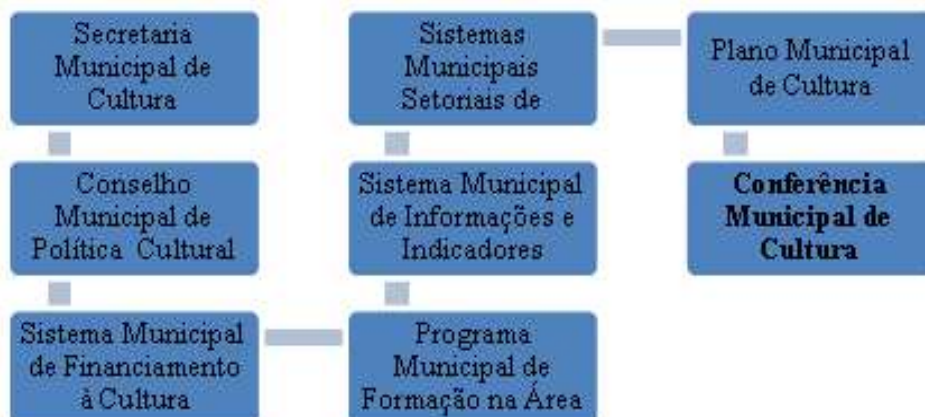 Secretaria
Municipal de
Cultura
Conselho
Municipal de
Política Cultural
Sistema Municipal
de Financiamento
à Cultura
Programa
Municipal de
Formação na Área
Sistema Municipal
de Informações e
Indicadores
Sistemas
Municipais
Setoriais de
Plano Municipal
de Cultura
Conferência
Municipal de
Cultura